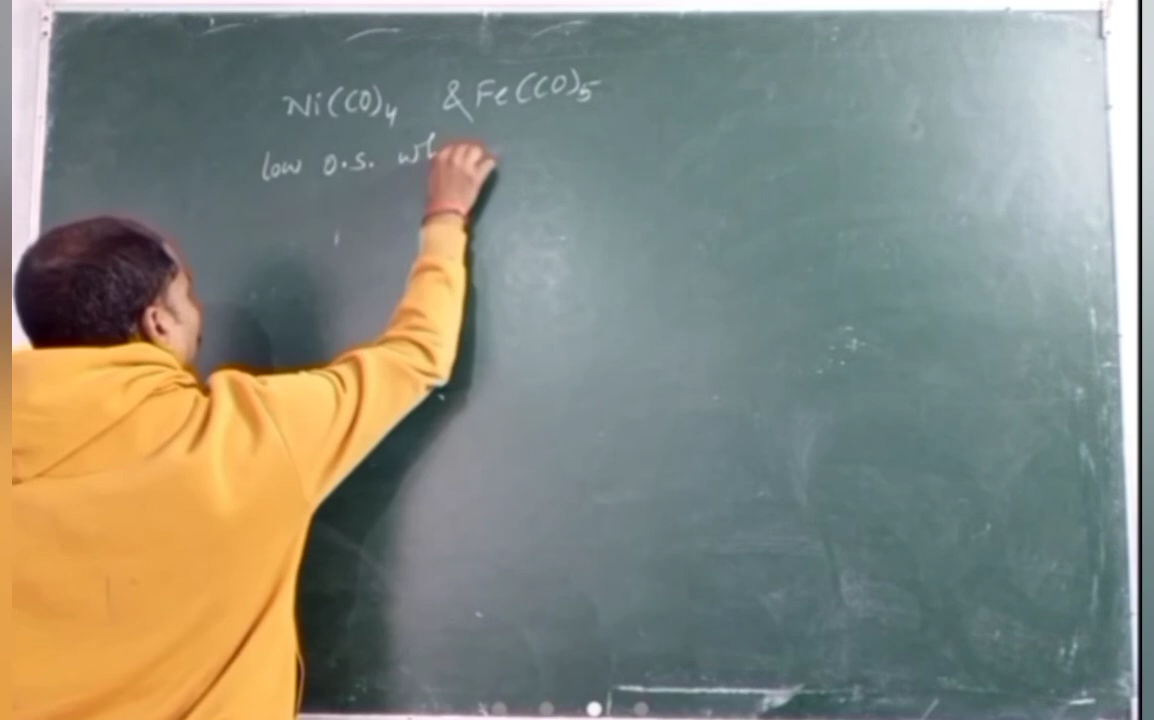 Ni(CO)₄ & Fe(CO)₅
low o.s. wh